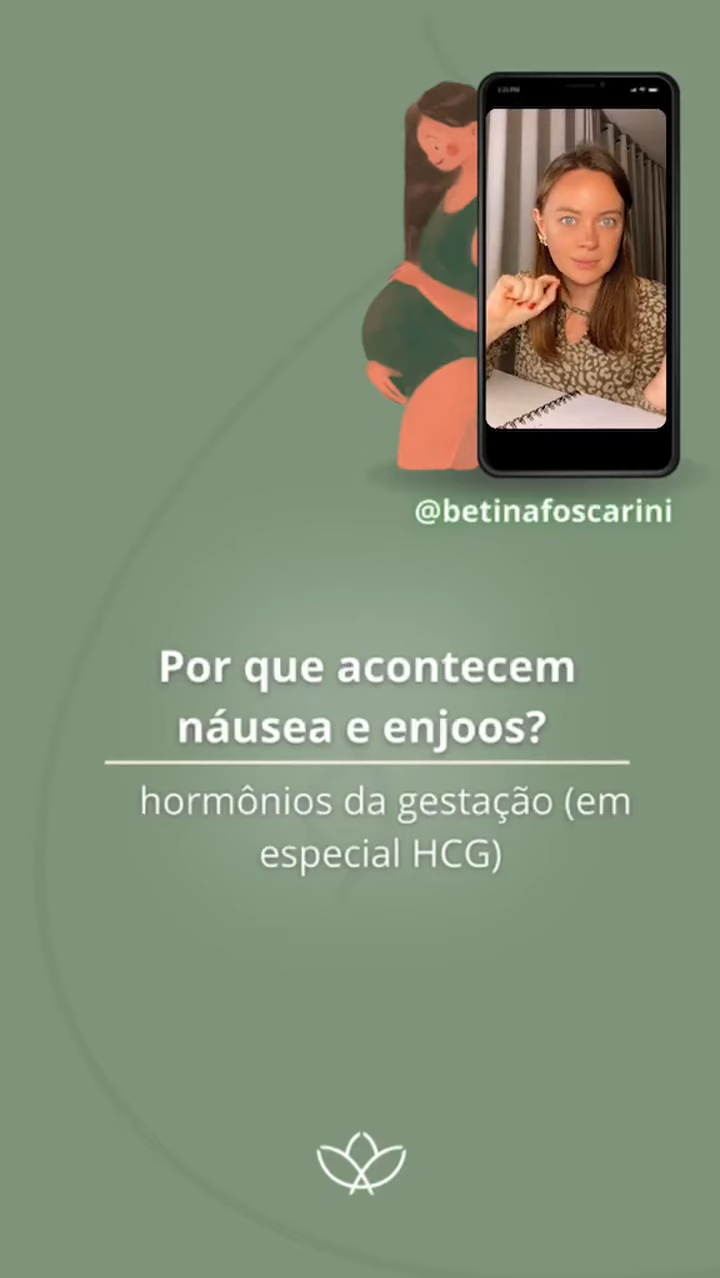 @betinafoscarini
Por que acontecem
náusea e enjoos?
hormônios da gestação (em
especial HCG)